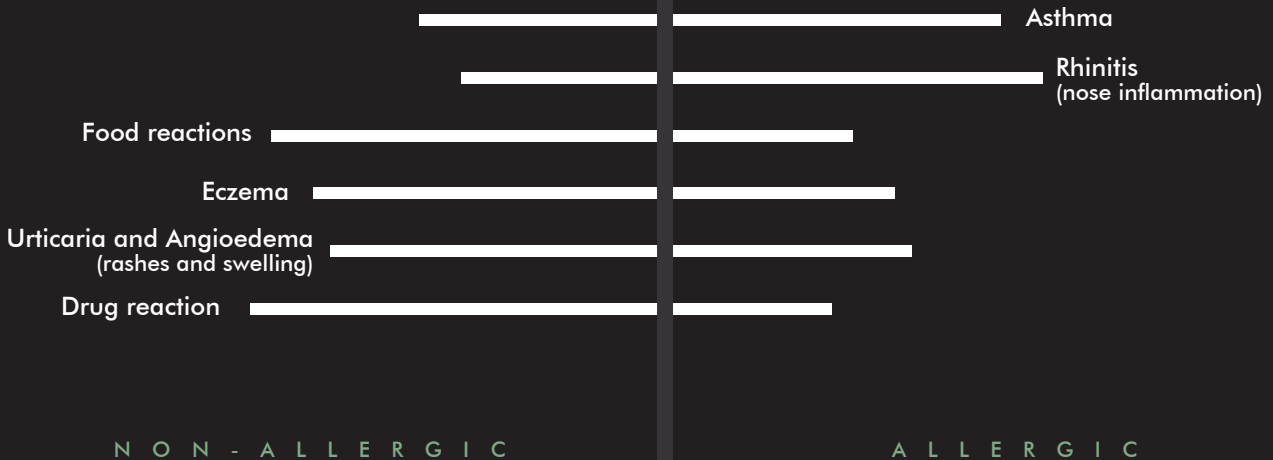 Asthma
Rhinitis
(nose inflammation)
Food reactions
Eczema
Urticaria and Angioedema
(rashes and swelling)
Drug reaction
NON-ALLERGIC
ALLERGIC